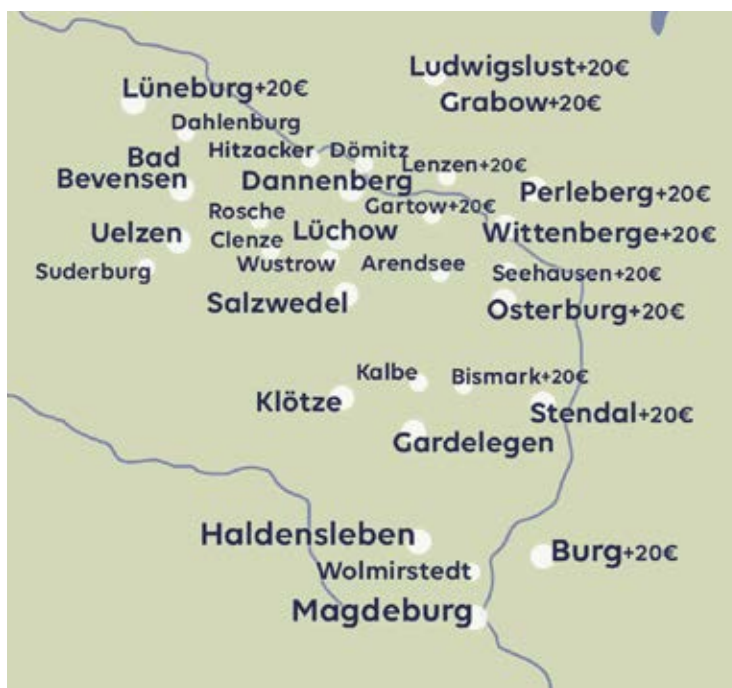 Ludwigslust+20€
Lüneburg+20€
Grabow+20€
Dahlenburg
Hitzacker
Dömitz
Bad
Bevensen
Lenzen+20€
Dannenberg
Perleberg+20€
Rosche
Gartow+20€
Uelzen
Clenze
Lüchow
Wittenberge+20€
Suderburg
Wustrow
Arendsee
Seehausen+20€
Salzwedel
Osterburg+20€
Kalbe
Bismark+20€
Klötze
Stendal+20€
Gardelegen
Haldensleben
Burg+20€
Wolmirstedt
Magdeburg